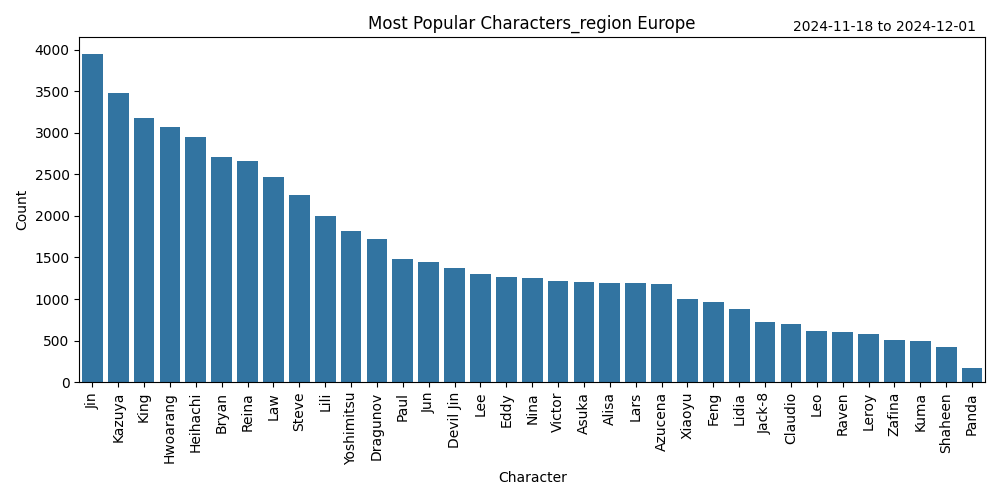 Most Popular Characters_region Europe
2024-11-18 to 2024-12-01
Count
4000
3500
3000
2500
2000
1500
1000
500
0
Jin
Kazuya
King
Hwoarang
Heihachi
Bryan
Reina
Law
Steve
Lili
Yoshimitsu
Dragunov
Paul
Jun
Devil Jin
Lee
Eddy
Nina
Victor
Asuka
Alisa
Lars
Azucena
Xiaoyu
Feng
Lidia
Jack-8
Claudio
Leo
Raven
Leroy
Zafina
Kuma
Shaheen
Panda
Character